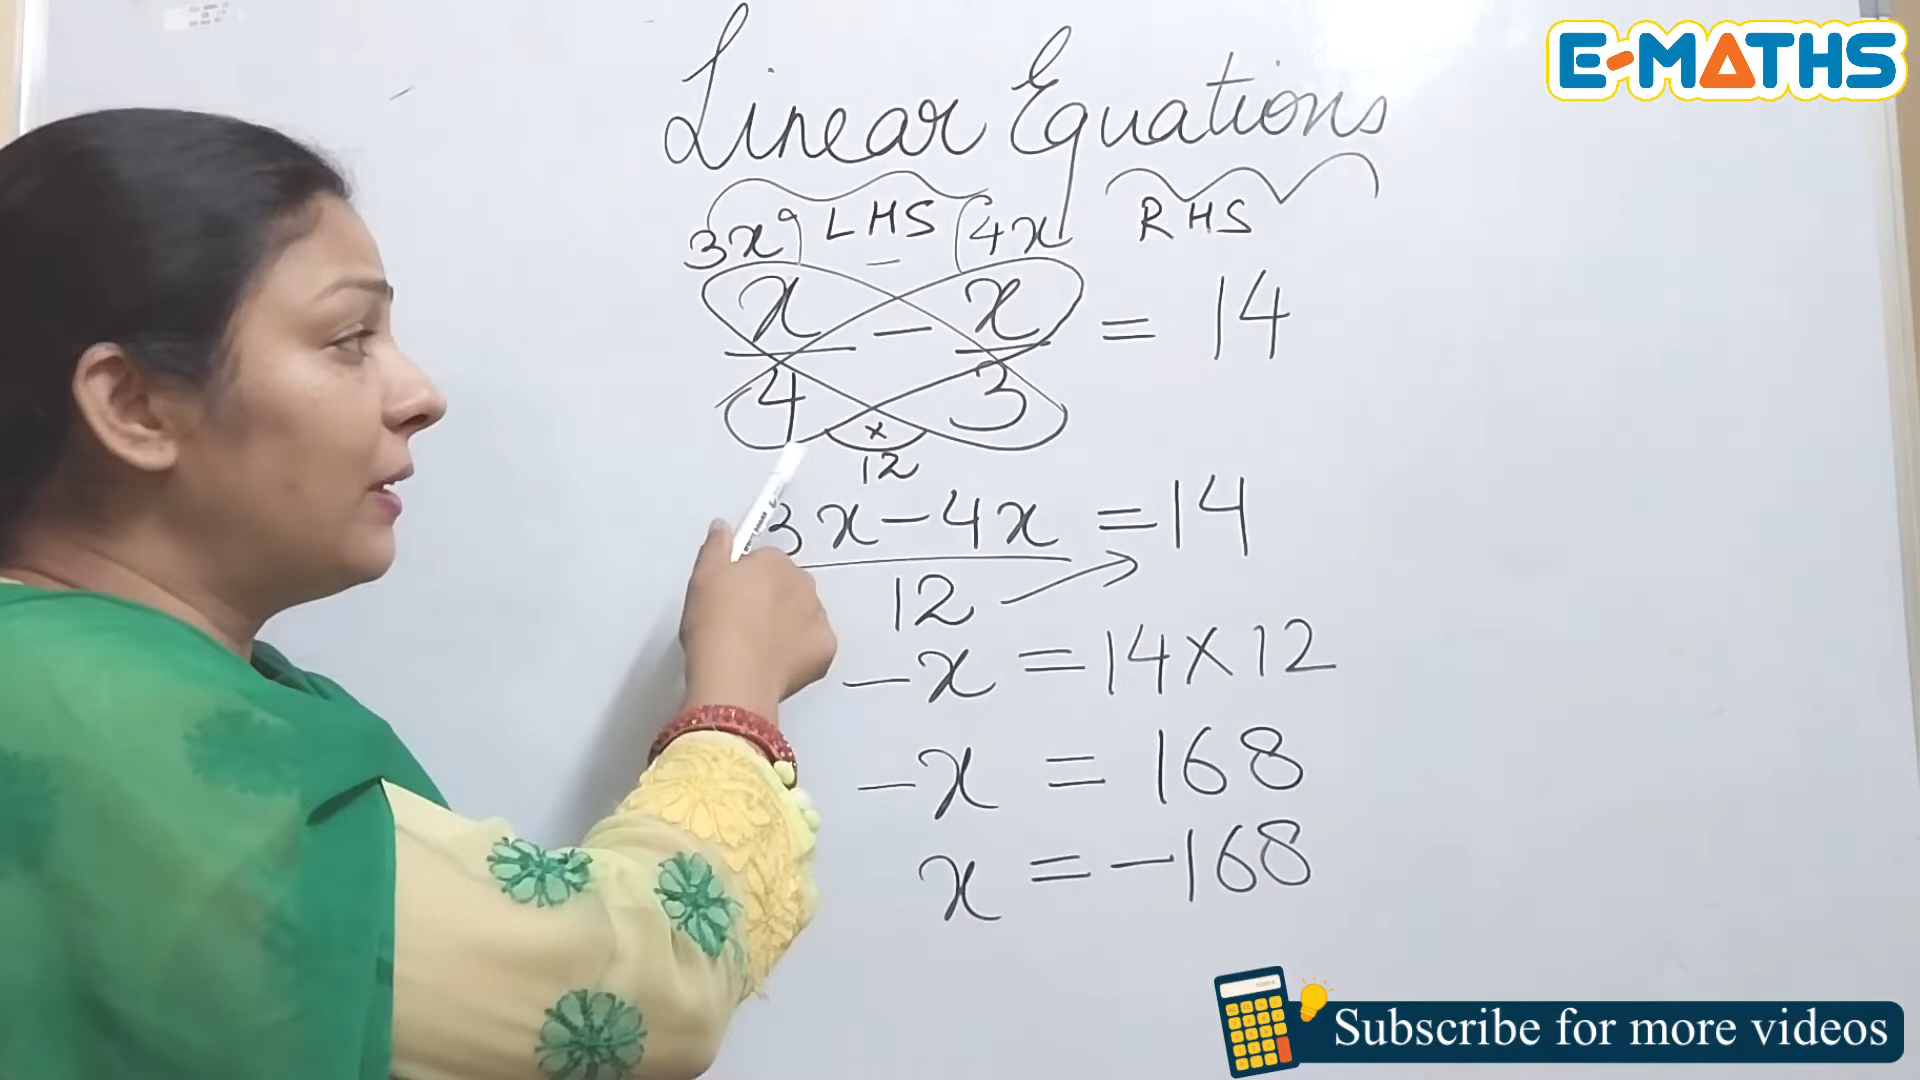 E-MATHS
Linear Equations
LHS RHS
3x 4x
x/4 - x/3 = 14
×
12
3x-4x/12 = 14
-x = 14×12
-x = 168
x = -168
Subscribe for more videos